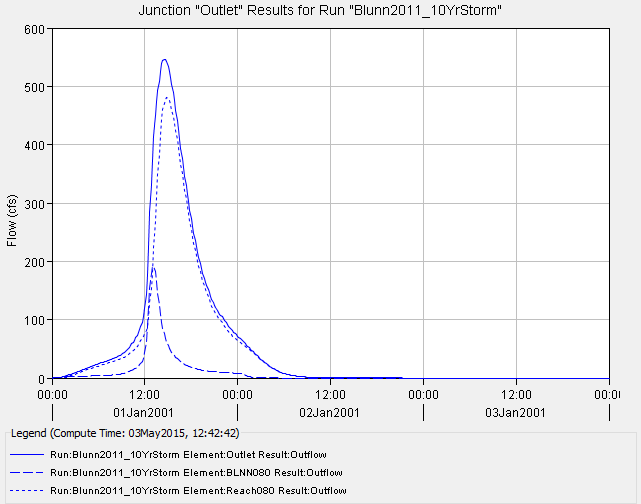 Junction "Outlet" Results for Run "Blunn2011_10YrStorm"
600
500
400
300
200
100
0
Flow (cfs)
00:00 12:00 00:00 12:00 00:00 12:00 00:0
01Jan2001 02Jan2001 03Jan2001
Legend (Compute Time: 03May2015, 12:42:42)
Run:Blunn2011_10YrStorm Element:Outlet Result:Outflow
Run:Blunn2011_10YrStorm Element:BLNN080 Result:Outflow
Run:Blunn2011_10YrStorm Element:Reach080 Result:Outflow